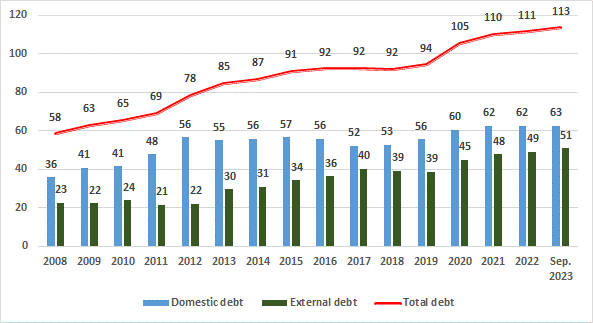 120
100
80
60
40
20
0
58 63 65 69 78 85 87 91 92 92 92 94 105 110 111 113
36 41 41 48 56 55 56 57 56 52 53 56 60 62 62 63
23 22 24 21 22 30 31 34 36 40 39 39 45 48 49 51
2008 2009 2010 2011 2012 2013 2014 2015 2016 2017 2018 2019 2020 2021 2022 Sep.
2023
Domestic debt External debt Total debt